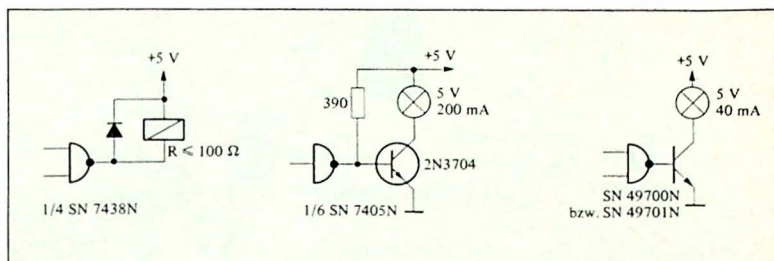 +5 V
R ≤ 100 Ω
1/4 SN 7438N
+5 V
390
5 V
200 mA
2N3704
1/6 SN 7405N
+5 V
5 V
40 mA
SN 49700N
bzw. SN 49701N